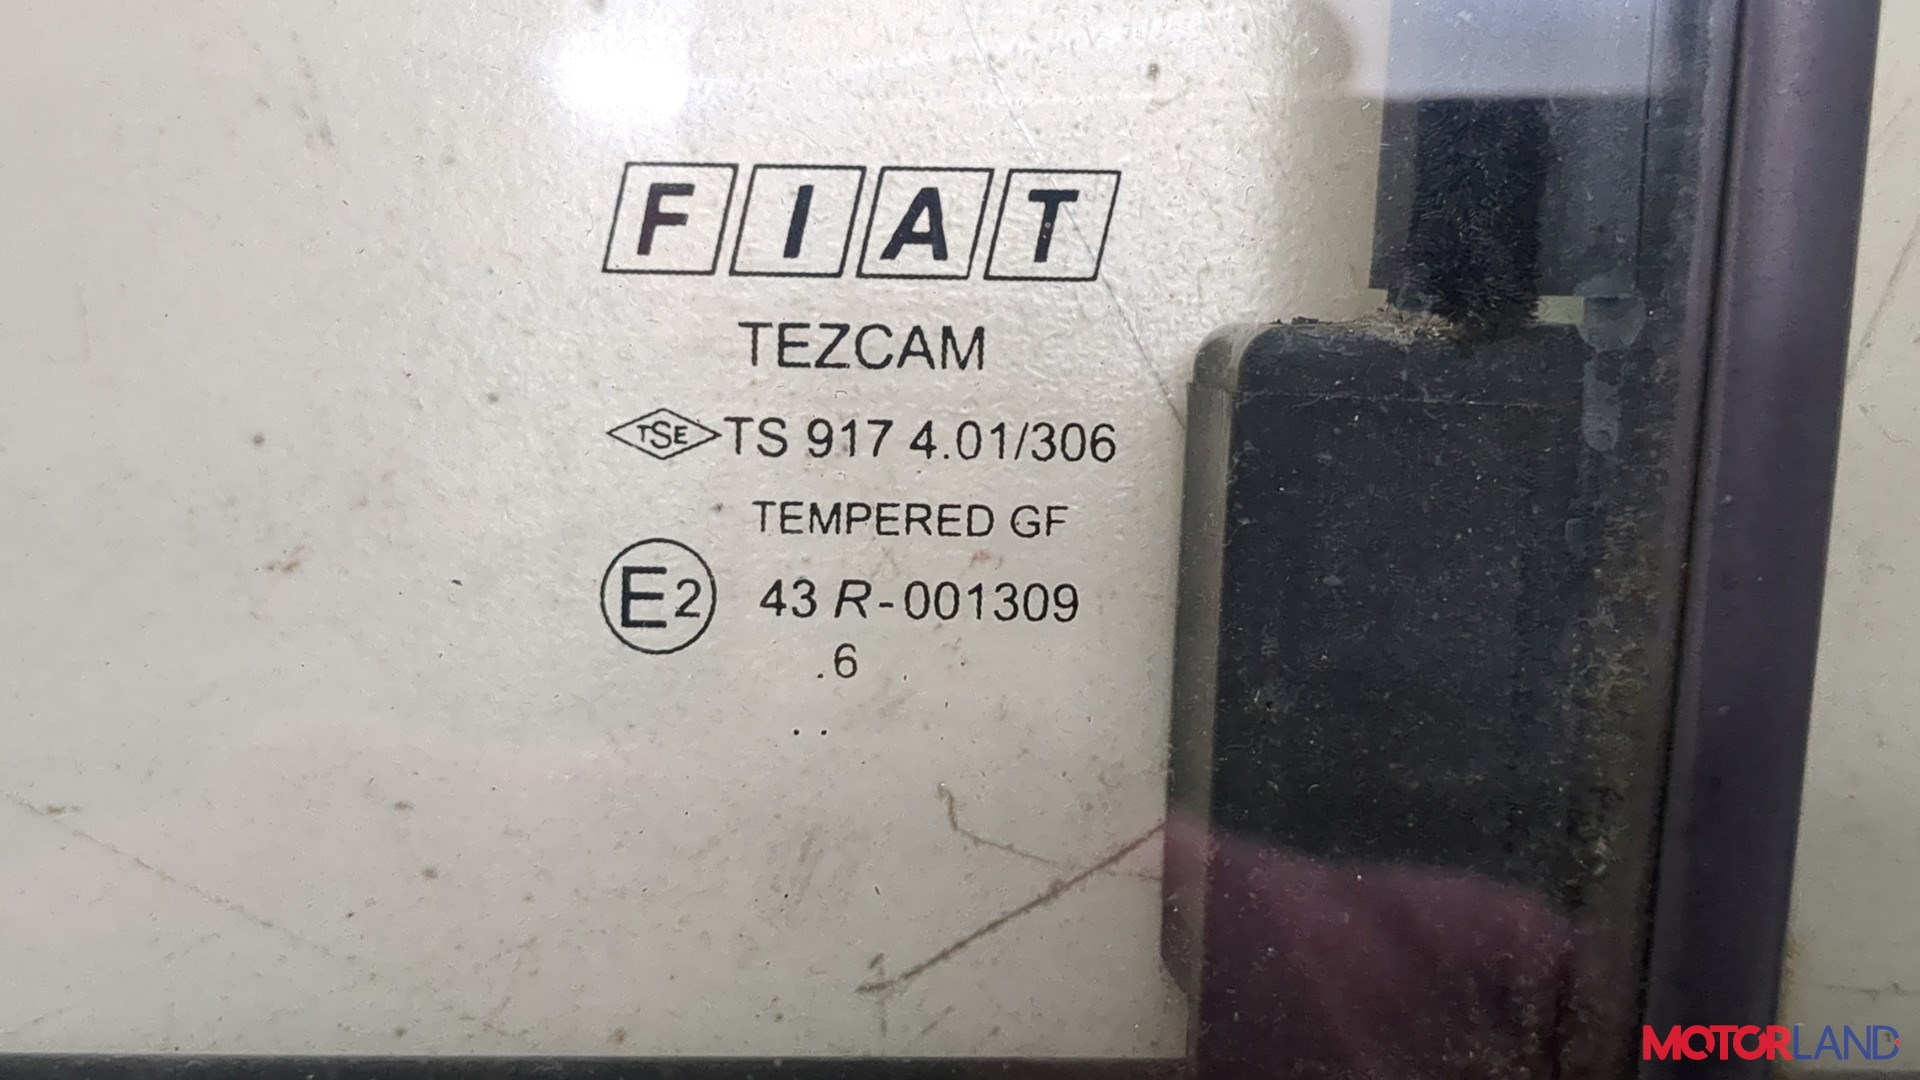 FIAT
TEZCAM
TSE TS 917 4.01/306
TEMPERED GF
E2 43 R-001309
.6
..
MOTORLAND